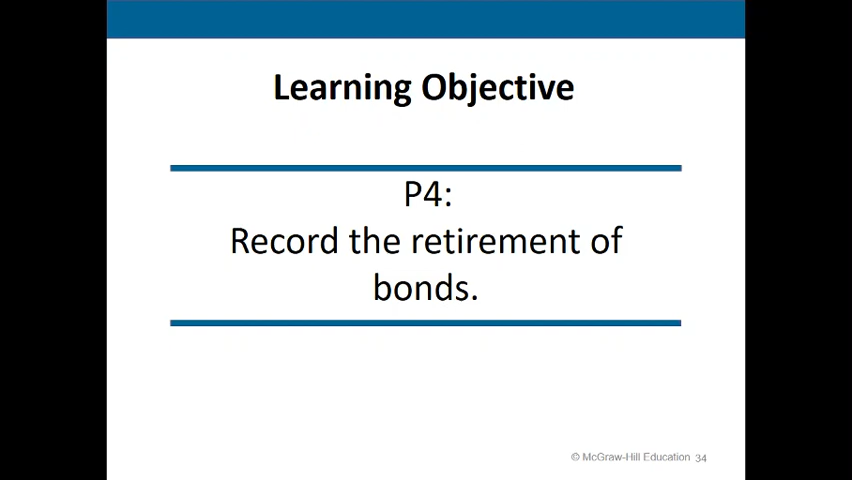 Learning Objective
P4:
Record the retirement of
bonds.
© McGraw-Hill Education 34